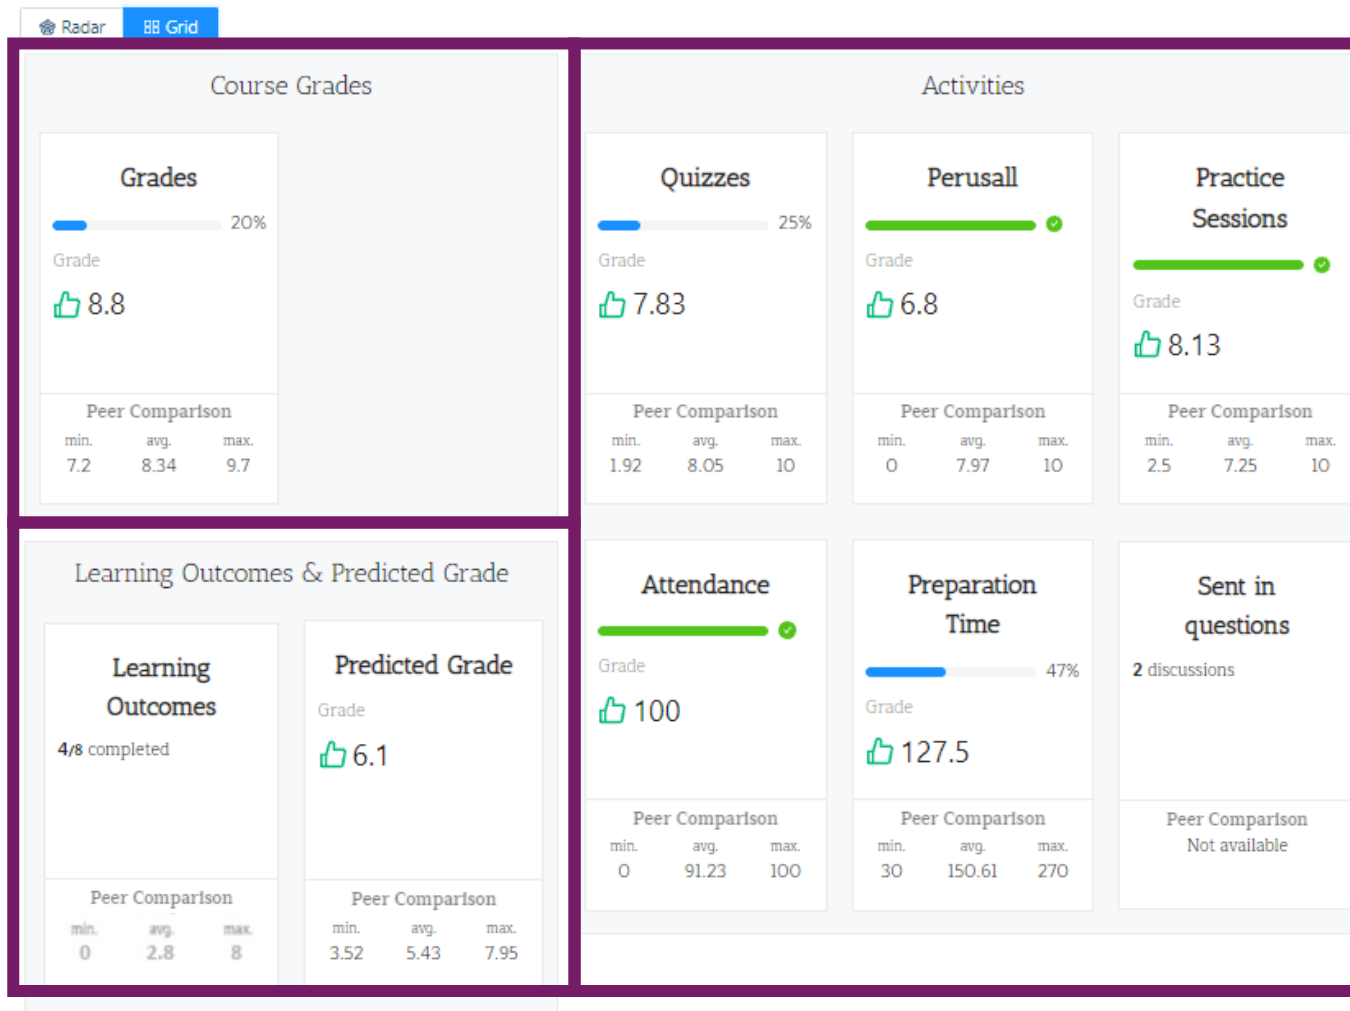 Radar Grid
Course Grades
Grades
20%
Grade
8.8
Peer Comparison
min. avg. max.
7.2 8.34 9.7
Activities
Quizzes
25%
Grade
7.83
Peer Comparison
min. avg. max.
1.92 8.05 10
Perusall
Grade
6.8
Peer Comparison
min. avg. max.
0 7.97 10
Practice
Sessions
Grade
8.13
Peer Comparison
min. avg. max.
2.5 7.25 10
Learning Outcomes & Predicted Grade
Learning
Outcomes
4/8 completed
Peer Comparison
min. avg. max.
0 2.8 8
Predicted Grade
Grade
6.1
Peer Comparison
min. avg. max.
3.52 5.43 7.95
Attendance
Grade
100
Peer Comparison
min. avg. max.
0 91.23 100
Preparation
Time
47%
Grade
127.5
Peer Comparison
min. avg. max.
30 150.61 270
Sent in
questions
2 discussions
Peer Comparison
Not available